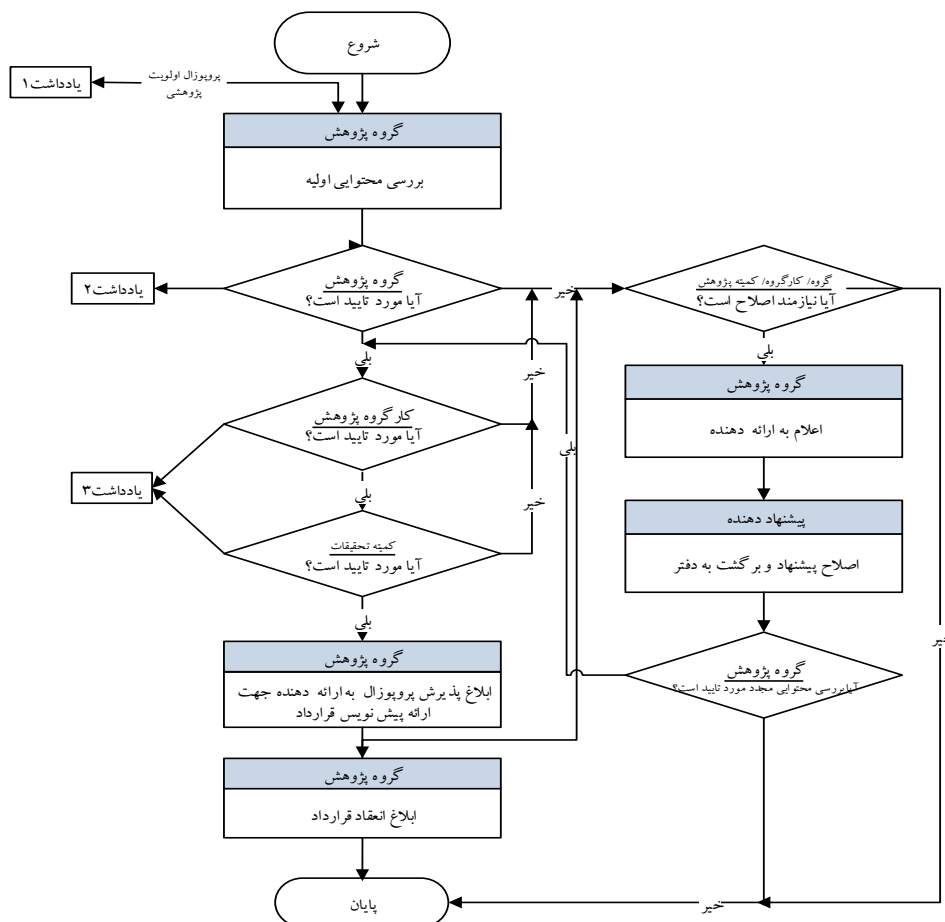 شروع
پروپوزال اولویت
پژوهشی
یادداشت۱
گروه پژوهش
بررسی محتوایی اولیه
گروه پژوهش
آیا مورد تایید است؟
یادداشت۲
خیر
گروه/ کارگروه/ کمیته پژوهش
آیا نیازمند اصلاح است؟
بلی
بلی
خیر
گروه پژوهش
اعلام به ارائه دهنده
کارگروه پژوهش
آیا مورد تایید است؟
بلی
یادداشت۳
بلی
خیر
پیشنهاد دهنده
اصلاح پیشنهاد و برگشت به دفتر
کمیته تحقیقات
آیا مورد تایید است؟
بلی
خیر
گروه پژوهش
ابلاغ پذیرش پروپوزال به ارائه دهنده جهت
ارائه پیش نویس قرارداد
گروه پژوهش
آیا بررسی محتوایی مجدد مورد تایید است؟
گروه پژوهش
ابلاغ انعقاد قرارداد
خیر
پایان
خیر